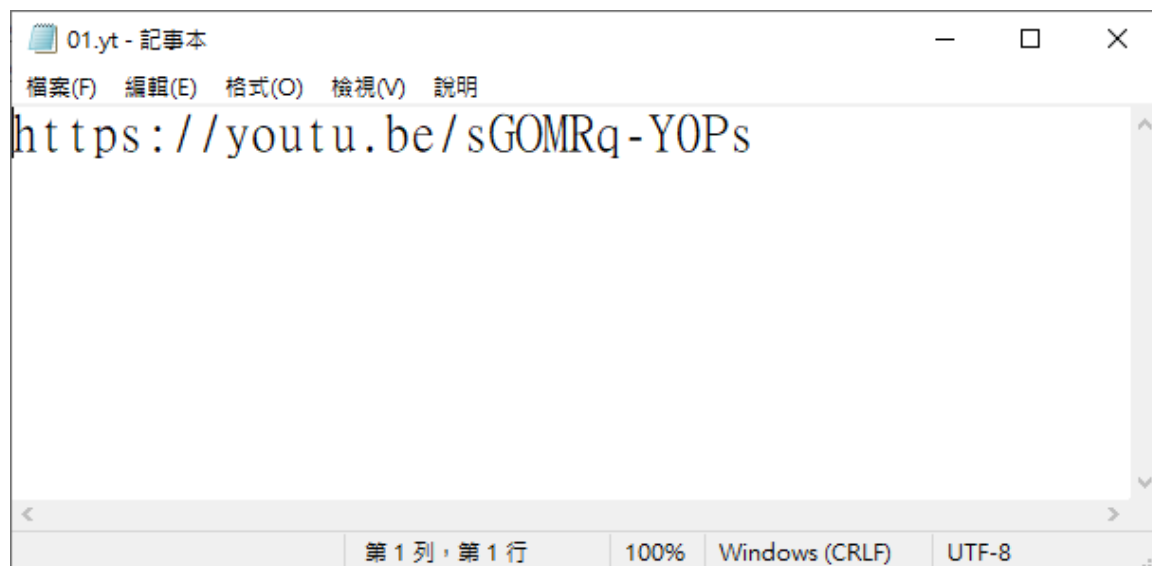 01.yt - 記事本
檔案(F) 編輯(E) 格式(O) 檢視(V) 說明
https://youtu.be/sGOMRq-Y0Ps
第 1 列，第 1 行 100% Windows (CRLF) UTF-8